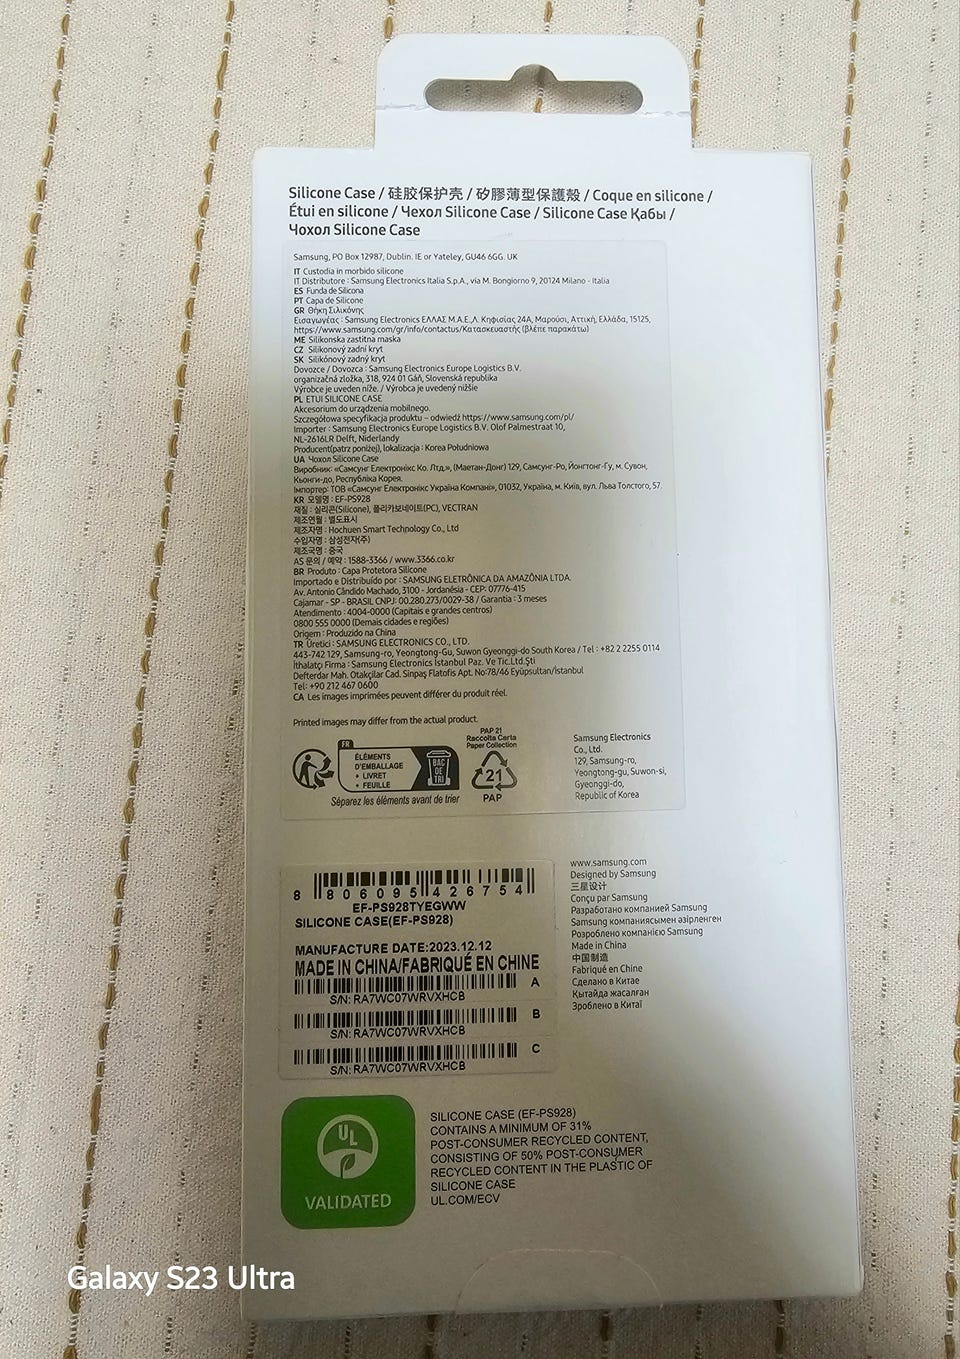 Silicone Case / 硅胶保护壳 / 矽膠薄型保護殼 / Coque en silicone /
Étui en silicone / Чехол Silicone Case / Silicone Case Қабы /
Чохол Silicone Case
Samsung, PO Box 12987, Dublin. IE or Yateley, GU46 6GG. UK
IT Custodia in morbido silicone
IT Distributore : Samsung Electronics Italia S.p.A., via M. Bongiorno 9, 20124 Milano - Italia
ES Funda de Silicona
PT Capa de Silicone
GR Θήκη Σιλικόνης
Εισαγωγέας : Samsung Electronics ΕΛΛΑΣ Μ.Α.Ε.,Λ. Κηφισίας 24Α, Μαρούσι, Αττική, Ελλάδα, 15125,
https://www.samsung.com/gr/info/contactus/Κατασκευαστής (βλέπε παρακάτω)
ME Silikonska zastitna maska
CZ Silikonový zadní kryt
SK Silikónový zadný kryt
Dovozce / Dovozca : Samsung Electronics Europe Logistics B.V.
organizačná zložka, 318, 924 01 Gáň, Slovenská republika
Výrobce je uveden níže. / Výrobca je uvedený nižšie
PL ETUI SILICONE CASE
Akcesorium do urządzenia mobilnego.
Szczegółowa specyfikacja produktu – odwiedź https://www.samsung.com/pl/
Importer : Samsung Electronics Europe Logistics B.V. Olof Palmestraat 10,
NL-2616LR Delft, Niderlandy
Producent(patrz poniżej), lokalizacja : Korea Południowa
UA Чохол Silicone Case
Виробник: «Самсунг Електронікс Ко. Лтд.», (Маетан-Донг) 129, Самсунг-Ро, Йонгтонг-Гу, м. Сувон,
Кьонги-до, Республіка Корея.
Імпортер: ТОВ «Самсунг Електронікс Україна Компані», 01032, Україна, м. Київ, вул. Льва Толстого, 57.
KR 모델명 : EF-PS928
재질 : 실리콘(Silicone), 폴리카보네이트(PC), VECTRAN
제조연월 : 별도표시
제조자명 : Hochuen Smart Technology Co., Ltd
수입자명 : 삼성전자(주)
제조국명 : 중국
AS 문의 / 예약 : 1588-3366 / www.3366.co.kr
BR Produto : Capa Protetora Silicone
Importado e Distribuído por : SAMSUNG ELETRÔNICA DA AMAZÔNIA LTDA.
Av. Antonio Cândido Machado, 3100 - Jordanésia - CEP: 07776-415
Cajamar - SP - BRASIL CNPJ: 00.280.273/0029-38 / Garantia : 3 meses
Atendimento : 4004-0000 (Capitais e grandes centros)
0800 555 0000 (Demais cidades e regiões)
Origem : Produzido na China
TR Üretici : SAMSUNG ELECTRONICS CO., LTD.
443-742 129, Samsung-ro, Yeongtong-Gu, Suwon Gyeonggi-do South Korea / Tel : +82 2 2255 0114
İthalatçı Firma : Samsung Electronics İstanbul Paz. Ve Tic.Ltd.Şti
Defterdar Mah. Otakçılar Cad. Sinpaş Flatofis Apt. No:78/46 Eyüpsultan/İstanbul
Tel: +90 212 467 0600
CA Les images imprimées peuvent différer du produit réel.
Printed images may differ from the actual product.
FR
ÉLÉMENTS
D'EMBALLAGE
• LIVRET
• FEUILLE
BAC
DE
TRI
Séparez les éléments avant de trier
PAP 21
Raccolta Carta
Paper Collection
21
PAP
Samsung Electronics
Co., Ltd.
129, Samsung-ro,
Yeongtong-gu, Suwon-si,
Gyeonggi-do,
Republic of Korea
8 806095 426754
EF-PS928TYEGWW
SILICONE CASE(EF-PS928)
MANUFACTURE DATE:2023.12.12
MADE IN CHINA/FABRIQUÉ EN CHINE
A
S/N: RA7WC07WRVXHCB
B
S/N: RA7WC07WRVXHCB
C
S/N: RA7WC07WRVXHCB
www.samsung.com
Designed by Samsung
三星设计
Conçu par Samsung
Разработано компанией Samsung
Samsung компаниясымен әзірленген
Розроблено компанією Samsung
Made in China
中国制造
Fabriqué en Chine
Сделано в Китае
Қытайда жасалған
Зроблено в Китаї
UL
VALIDATED
SILICONE CASE (EF-PS928)
CONTAINS A MINIMUM OF 31%
POST-CONSUMER RECYCLED CONTENT,
CONSISTING OF 50% POST-CONSUMER
RECYCLED CONTENT IN THE PLASTIC OF
SILICONE CASE
UL.COM/ECV
Galaxy S23 Ultra